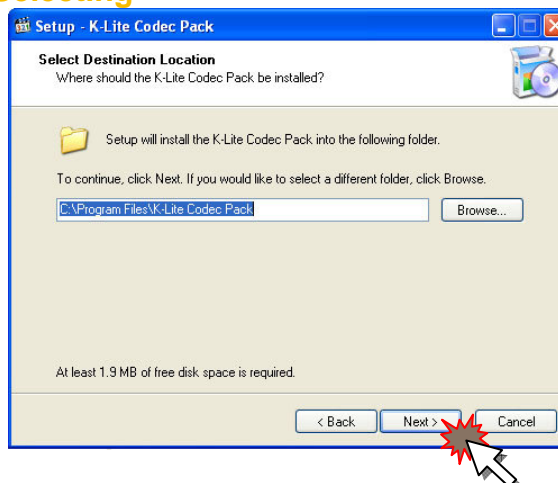 Setup - K-Lite Codec Pack
Select Destination Location
Where should the K-Lite Codec Pack be installed?
Setup will install the K-Lite Codec Pack into the following folder.
To continue, click Next. If you would like to select a different folder, click Browse.
C:\Program Files\K-Lite Codec Pack
Browse...
At least 1.9 MB of free disk space is required.
< Back Next > Cancel